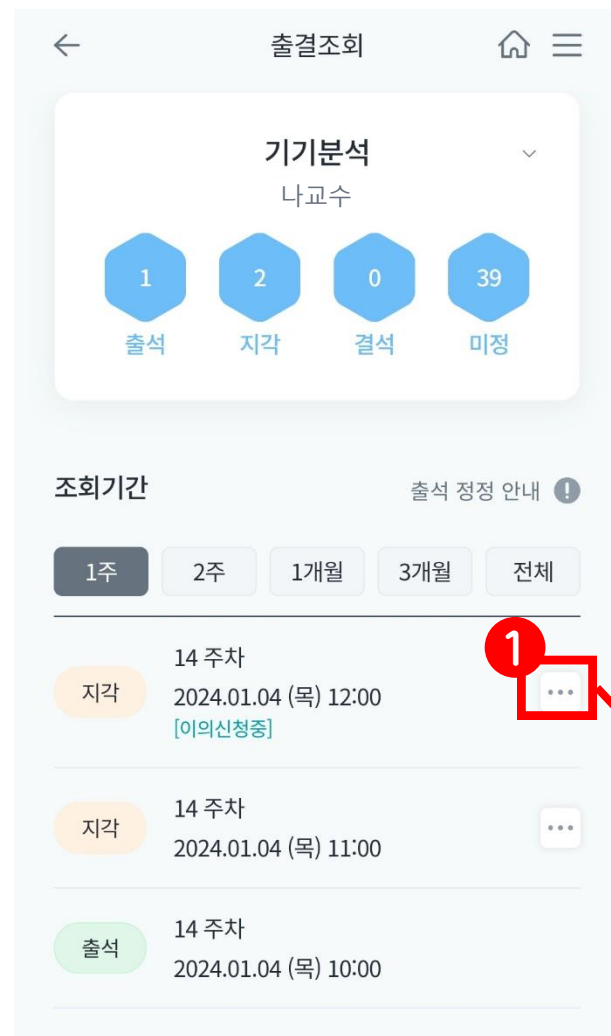 출결조회
기기분석
나교수
1 2 0 39
출석 지각 결석 미정
조회기간 출석 정정 안내 !
1주 2주 1개월 3개월 전체
1
14 주차
지각 2024.01.04 (목) 12:00 ...
[이의신청중]
14 주차
지각 2024.01.04 (목) 11:00 ...
14 주차
출석 2024.01.04 (목) 10:00